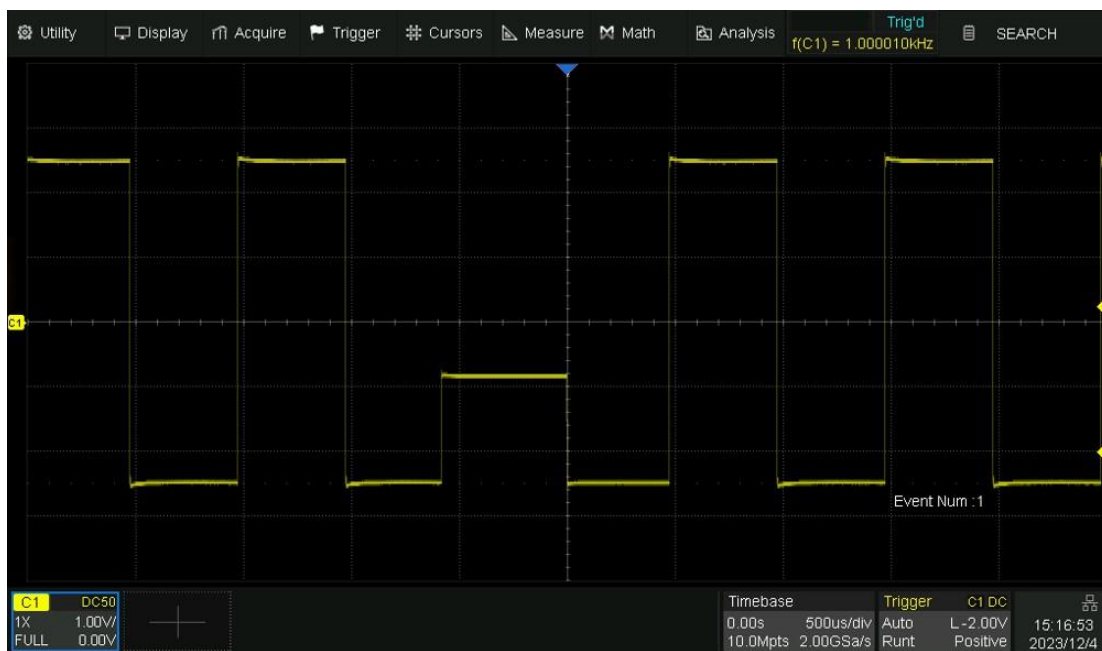 Utility Display Acquire Trigger Cursors Measure Math Analysis Trig'd SEARCH
f(C1) = 1.000010kHz
C1
Event Num :1
C1 DC50
1X 1.00V/
FULL 0.00V
Timebase
0.00s 500us/div
10.0Mpts 2.00GSa/s
Trigger C1 DC
Auto L -2.00V
Runt Positive
15:16:53
2023/12/4